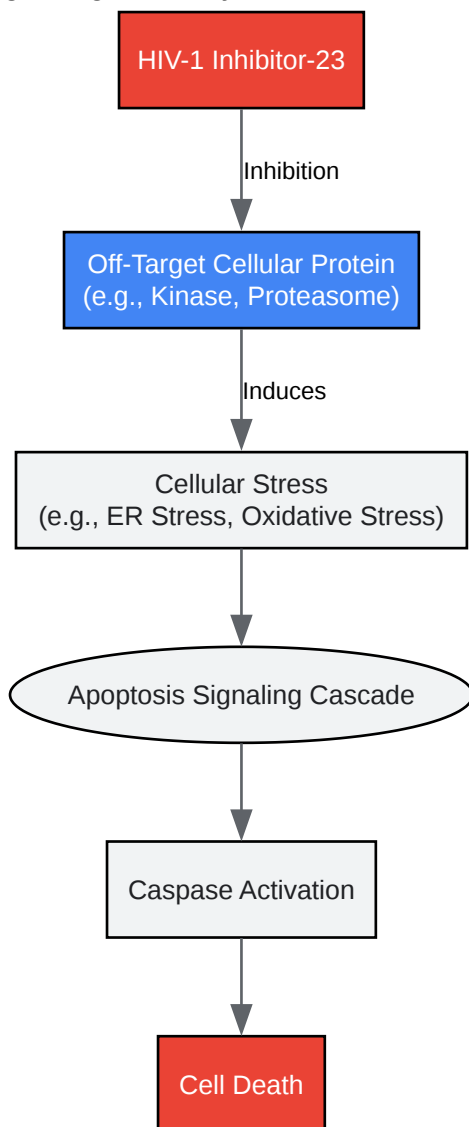 HIV-1 Inhibitor-23
Inhibition
Off-Target Cellular Protein
(e.g., Kinase, Proteasome)
Induces
Cellular Stress
(e.g., ER Stress, Oxidative Stress)
Apoptosis Signaling Cascade
Caspase Activation
Cell Death